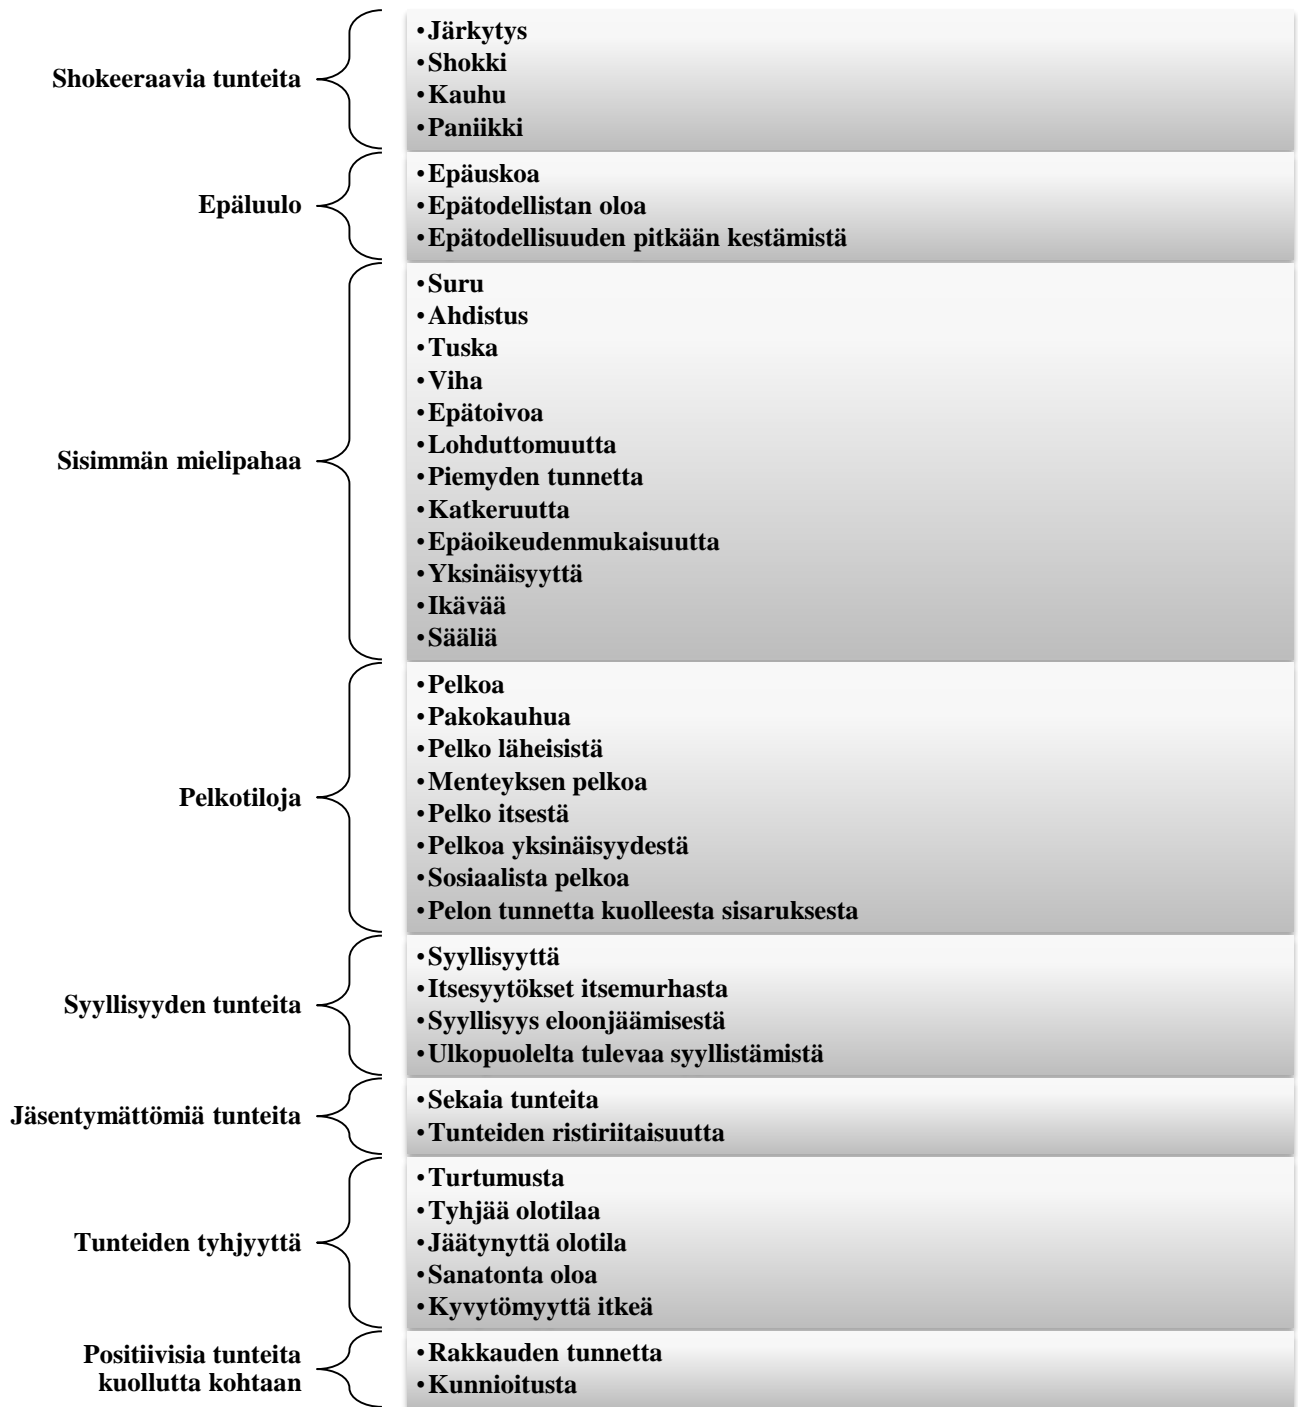 Shokeeraavia tunteita
•Järkytys
•Shokki
•Kauhu
•Paniikki
Epäluulo
•Epäuskoa
•Epätodellistan oloa
•Epätodellisuuden pitkään kestämistä
Sisimmän mielipahaa
•Suru
•Ahdistus
•Tuska
•Viha
•Epätoivoa
•Lohduttomuutta
•Piemyden tunnetta
•Katkeruutta
•Epäoikeudenmukaisuutta
•Yksinäisyyttä
•Ikävää
•Sääliä
Pelkotiloja
•Pelkoa
•Pakokauhua
•Pelko läheisistä
•Menteyksen pelkoa
•Pelko itsestä
•Pelkoa yksinäisyydestä
•Sosiaalista pelkoa
•Pelon tunnetta kuolleesta sisaruksesta
Syyllisyyden tunteita
•Syyllisyyttä
•Itsesyytökset itsemurhasta
•Syyllisyys eloonjäämisestä
•Ulkopuolelta tulevaa syyllistämistä
Jäsentymättömiä tunteita
•Sekaia tunteita
•Tunteiden ristiriitaisuutta
Tunteiden tyhjyyttä
•Turtumusta
•Tyhjää olotilaa
•Jäätynyttä olotila
•Sanatonta oloa
•Kyvytömyyttä itkeä
Positiivisia tunteita
kuollutta kohtaan
•Rakkauden tunnetta
•Kunnioitusta